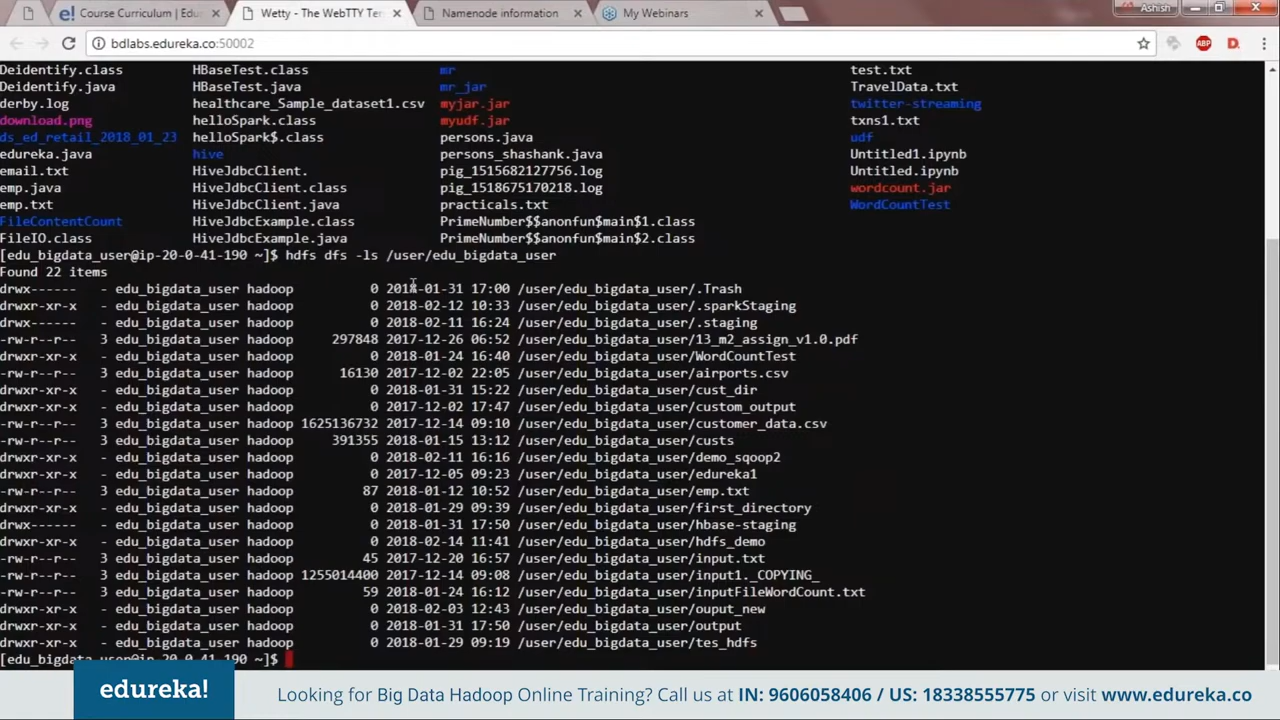 Course Curriculum | Edu
Wetty - The WebTTY Ter
Namenode information
My Webinars
Ashish
bdlabs.edureka.co:50002
ABP
Deidentify.class HBaseTest.class mr test.txt
Deidentify.java HBaseTest.java mr_jar TravelData.txt
derby.log healthcare_Sample_dataset1.csv myjar.jar twitter-streaming
download.png helloSpark.class myudf.jar txns1.txt
ds_ed_retail_2018_01_23 helloSpark$.class persons.java udf
edureka.java hive persons_shashank.java Untitled1.ipynb
email.txt HiveJdbcClient. pig_1515682127756.log Untitled.ipynb
emp.java HiveJdbcClient.class pig_1518675170218.log wordcount.jar
emp.txt HiveJdbcClient.java practicals.txt WordCountTest
FileContentCount HiveJdbcExample.class PrimeNumber$$anonfun$main$1.class
FileIO.class HiveJdbcExample.java PrimeNumber$$anonfun$main$2.class
[edu_bigdata_user@ip-20-0-41-190 ~]$ hdfs dfs -ls /user/edu_bigdata_user
Found 22 items
drwx------ - edu_bigdata_user hadoop 0 2018-01-31 17:00 /user/edu_bigdata_user/.Trash
drwxr-xr-x - edu_bigdata_user hadoop 0 2018-02-12 10:33 /user/edu_bigdata_user/.sparkStaging
drwx------ - edu_bigdata_user hadoop 0 2018-02-11 16:24 /user/edu_bigdata_user/.staging
-rw-r--r-- 3 edu_bigdata_user hadoop 297848 2017-12-26 06:52 /user/edu_bigdata_user/13_m2_assign_v1.0.pdf
drwxr-xr-x - edu_bigdata_user hadoop 0 2018-01-24 16:40 /user/edu_bigdata_user/WordCountTest
-rw-r--r-- 3 edu_bigdata_user hadoop 16130 2017-12-02 22:05 /user/edu_bigdata_user/airports.csv
drwxr-xr-x - edu_bigdata_user hadoop 0 2018-01-31 15:22 /user/edu_bigdata_user/cust_dir
drwxr-xr-x - edu_bigdata_user hadoop 0 2017-12-02 17:47 /user/edu_bigdata_user/custom_output
-rw-r--r-- 3 edu_bigdata_user hadoop 1625136732 2017-12-14 09:10 /user/edu_bigdata_user/customer_data.csv
-rw-r--r-- 3 edu_bigdata_user hadoop 391355 2018-01-15 13:12 /user/edu_bigdata_user/custs
drwxr-xr-x - edu_bigdata_user hadoop 0 2018-02-11 16:16 /user/edu_bigdata_user/demo_sqoop2
drwxr-xr-x - edu_bigdata_user hadoop 0 2017-12-05 09:23 /user/edu_bigdata_user/edureka1
-rw-r--r-- 3 edu_bigdata_user hadoop 87 2018-01-12 10:52 /user/edu_bigdata_user/emp.txt
drwxr-xr-x - edu_bigdata_user hadoop 0 2018-01-29 09:39 /user/edu_bigdata_user/first_directory
drwx------ - edu_bigdata_user hadoop 0 2018-01-31 17:50 /user/edu_bigdata_user/hbase-staging
drwxr-xr-x - edu_bigdata_user hadoop 0 2018-02-14 11:41 /user/edu_bigdata_user/hdfs_demo
-rw-r--r-- 3 edu_bigdata_user hadoop 45 2017-12-20 16:57 /user/edu_bigdata_user/input.txt
-rw-r--r-- 3 edu_bigdata_user hadoop 1255014400 2017-12-14 09:08 /user/edu_bigdata_user/input1._COPYING_
-rw-r--r-- 3 edu_bigdata_user hadoop 59 2018-01-24 16:12 /user/edu_bigdata_user/inputFileWordCount.txt
drwxr-xr-x - edu_bigdata_user hadoop 0 2018-02-03 12:43 /user/edu_bigdata_user/ouput_new
drwxr-xr-x - edu_bigdata_user hadoop 0 2018-01-31 17:50 /user/edu_bigdata_user/output
drwxr-xr-x - edu_bigdata_user hadoop 0 2018-01-29 09:19 /user/edu_bigdata_user/tes_hdfs
[edu_bigdata_user@ip-20-0-41-190 ~]$
edureka! Looking for Big Data Hadoop Online Training? Call us at IN: 9606058406 / US: 18338555775 or visit www.edureka.co